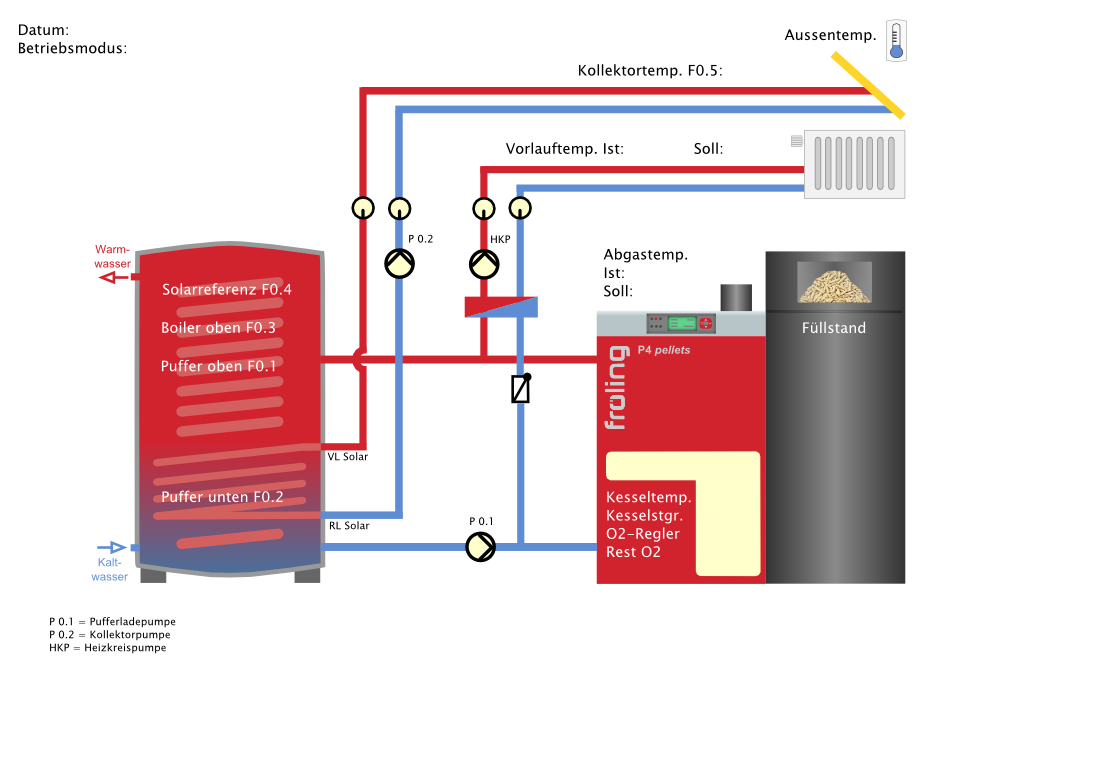 Datum:
Betriebsmodus:
Aussentemp.
Kollektortemp. F0.5:
Vorlauftemp. Ist: Soll:
P 0.2
HKP
Warm-
wasser
Abgastemp.
Ist:
Soll:
Solarreferenz F0.4
Boiler oben F0.3
Puffer oben F0.1
Füllstand
P4 pellets
fröling
VL Solar
Puffer unten F0.2
RL Solar
P 0.1
Kesseltemp.
Kesselstgr.
O2-Regler
Rest O2
Kalt-
wasser
P 0.1 = Pufferladepumpe
P 0.2 = Kollektorpumpe
HKP = Heizkreispumpe